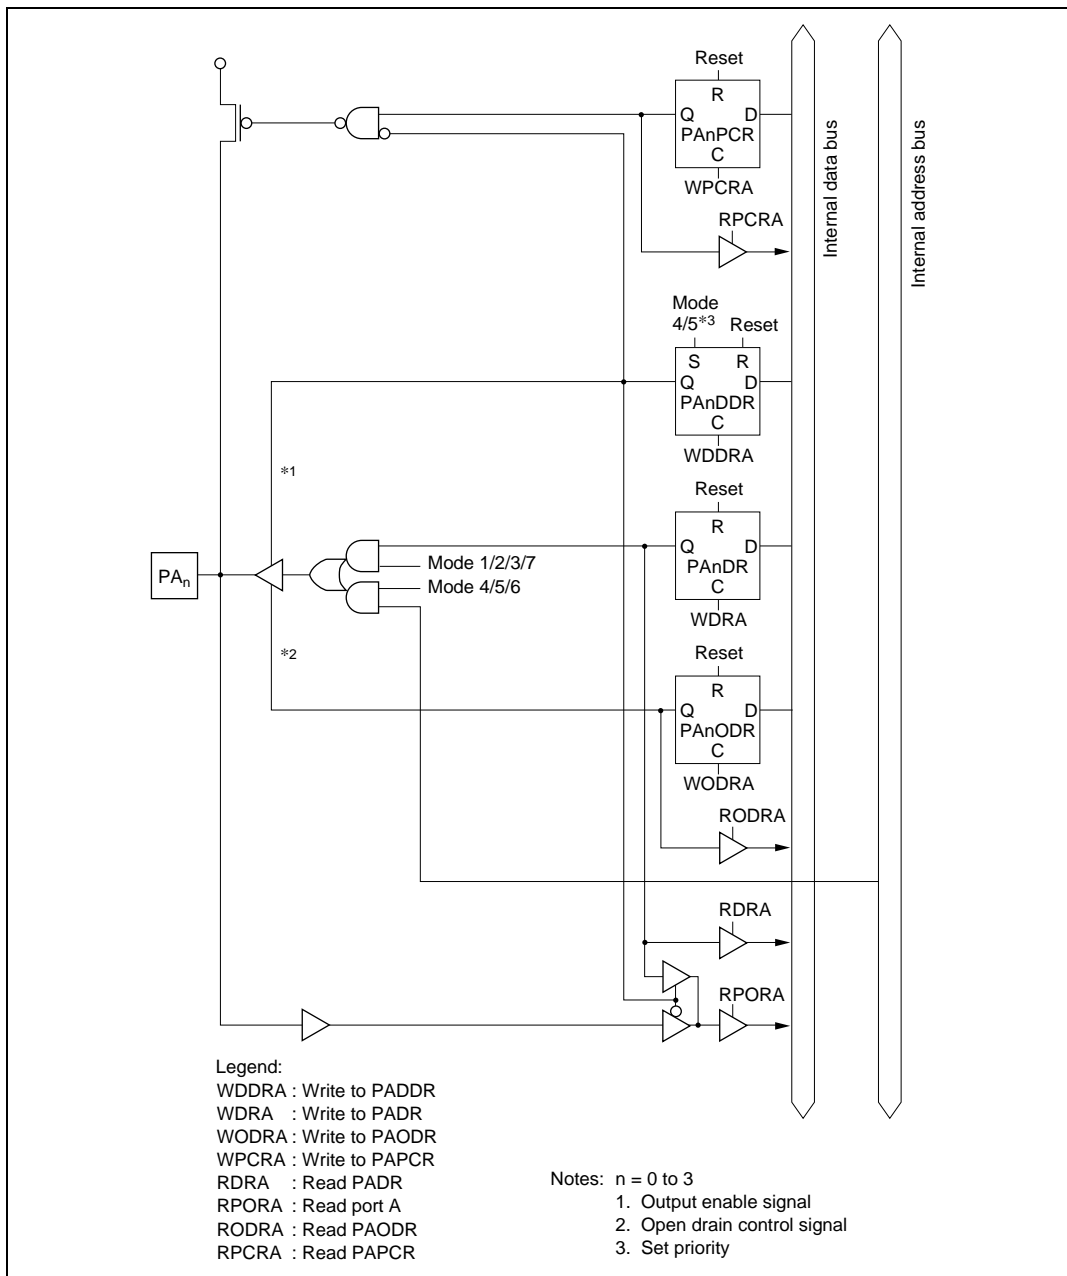 Reset
R
Q D
PAnPCR
C
WPCRA
RPCRA
Internal data bus
Internal address bus
Mode
4/5*3 Reset
S R
Q D
PAnDDR
C
WDDRA
*1
Reset
R
Q D
PAnDR
C
WDRA
Mode 1/2/3/7
Mode 4/5/6
PAn
*2
Reset
R
Q D
PAnODR
C
WODRA
RODRA
RDRA
RPORA
Legend:
WDDRA : Write to PADDR
WDRA : Write to PADR
WODRA : Write to PAODR
WPCRA : Write to PAPCR
RDRA : Read PADR
RPORA : Read port A
RODRA : Read PAODR
RPCRA : Read PAPCR
Notes: n = 0 to 3
1. Output enable signal
2. Open drain control signal
3. Set priority